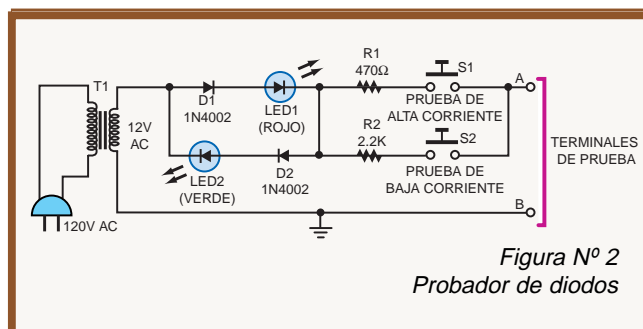 T1
12V
AC
120V AC
D1
1N4002
LED1
(ROJO)
LED2
(VERDE)
D2
1N4002
R1
470Ω
S1
PRUEBA DE
ALTA CORRIENTE
R2
2.2K
S2
PRUEBA DE
BAJA CORRIENTE
A
TERMINALES
DE PRUEBA
B
Figura Nº 2
Probador de diodos